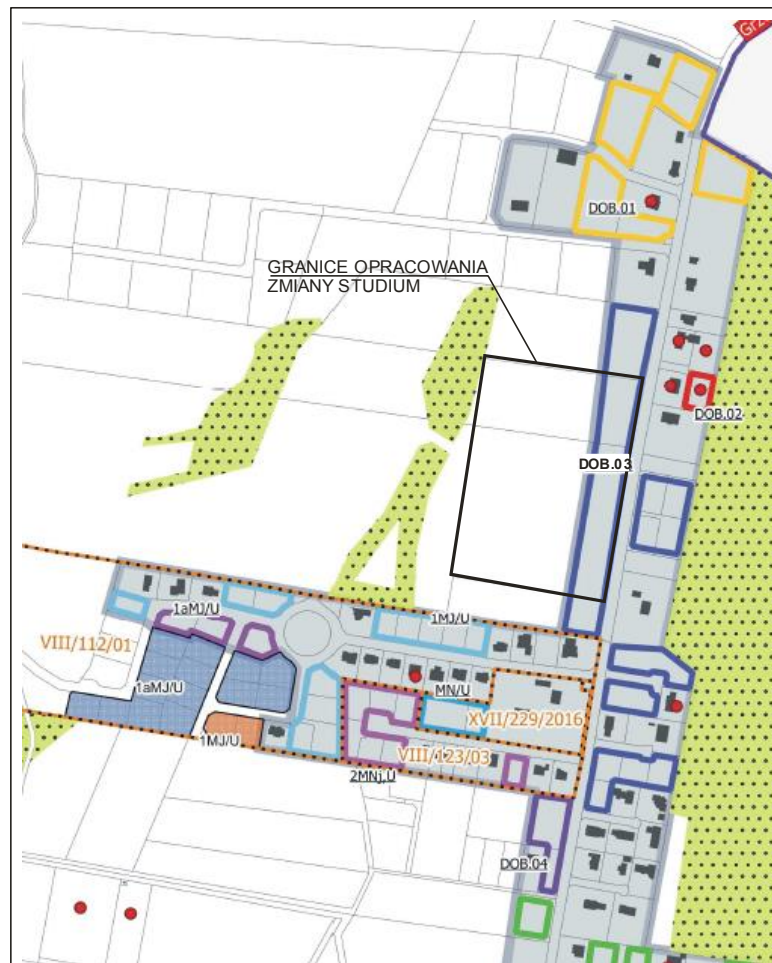 Grz
DOB.01
GRANICE OPRACOWANIA
ZMIANY STUDIUM
DOB.02
DOB.03
1aMJ/U
1MJ/U
VIII/112/01
1aMJ/U
MN/U
XVII/229/2016
1MJ/U
VIII/123/03
2MNj,U
DOB.04